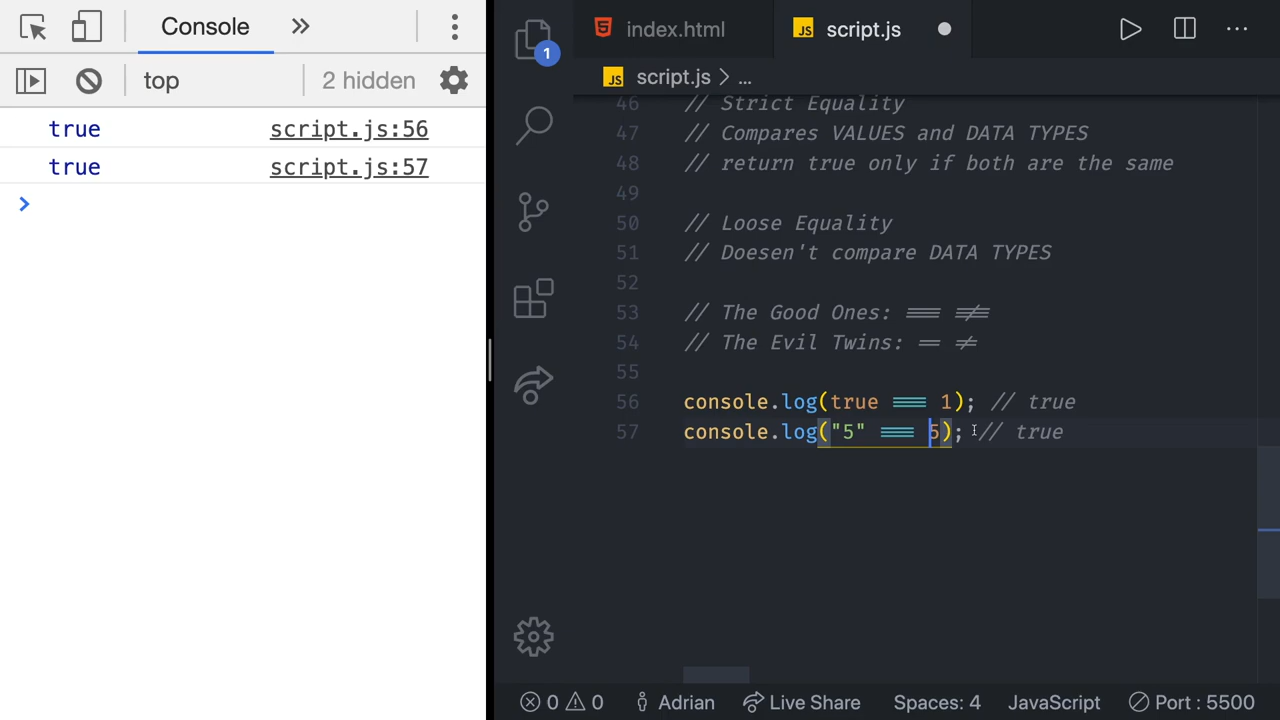 Console »
top 2 hidden
true script.js:56
true script.js:57
>
1
index.html
JS script.js
JS script.js > ...
46 // Strict Equality
47 // Compares VALUES and DATA TYPES
48 // return true only if both are the same
49
50 // Loose Equality
51 // Doesen't compare DATA TYPES
52
53 // The Good Ones: === !==
54 // The Evil Twins: == !=
55
56 console.log(true === 1); // true
57 console.log("5" === 5); // true
0 0 Adrian Live Share Spaces: 4 JavaScript Port : 5500